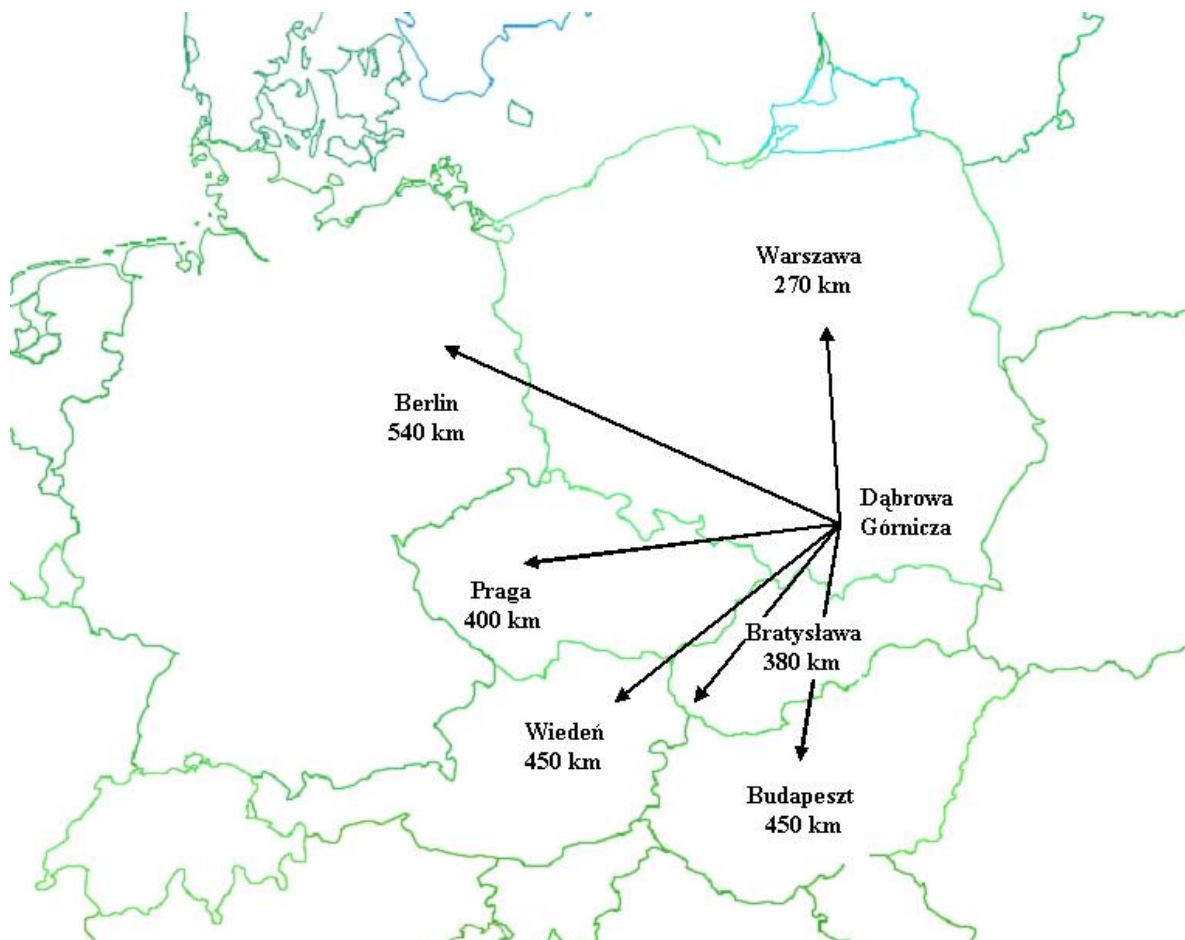 Warszawa
270 km
Berlin
540 km
Dąbrowa
Górnicza
Praga
400 km
Bratysława
380 km
Wiedeń
450 km
Budapeszt
450 km